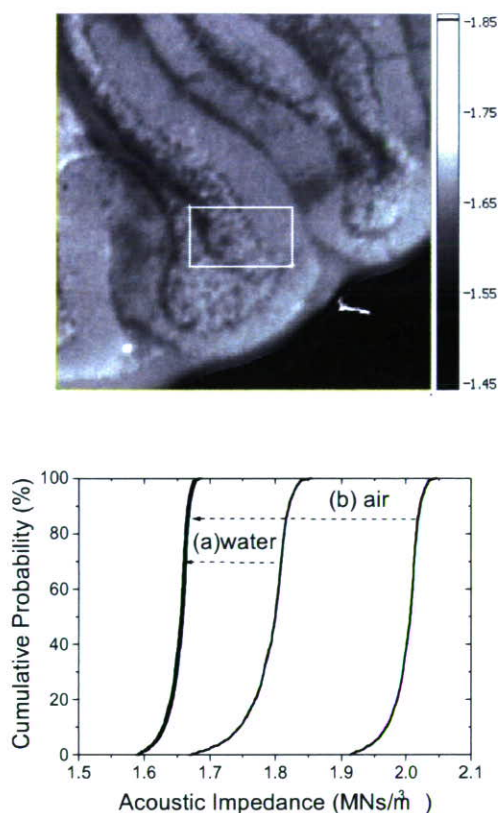 -1.85
-1.75
-1.65
-1.55
-1.45
100
80
60
40
20
0
Cumulative Probability (%)
(b) air
(a)water
1.5 1.6 1.7 1.8 1.9 2.0 2.1
Acoustic Impedance (MNs/m³ )